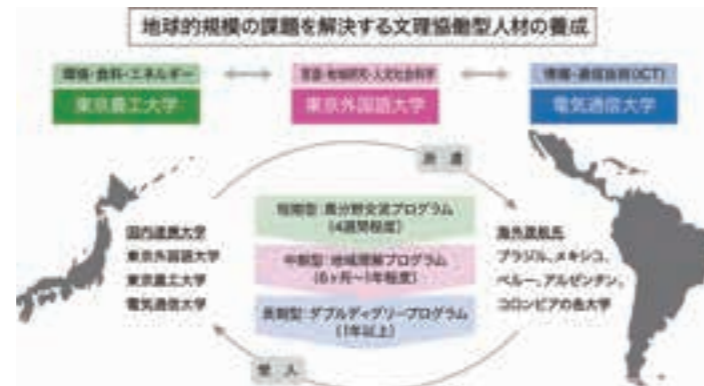 地球的規模の課題を解決する文理協働型人材の養成
環境・食料・エネルギー
言語・地域研究・人文社会科学
情報・通信技術(ICT)
東京農工大学
東京外国語大学
電気通信大学
派遣
短期型:異分野交流プログラム
(4週間程度)
中期型:地域理解プログラム
(6ヶ月〜1年程度)
長期型:ダブルディグリープログラム
(1年以上)
国内連携大学
東京外国語大学
東京農工大学
電気通信大学
海外連携先
ブラジル、メキシコ、
ペルー、アルゼンチン、
コロンビアの各大学
受入